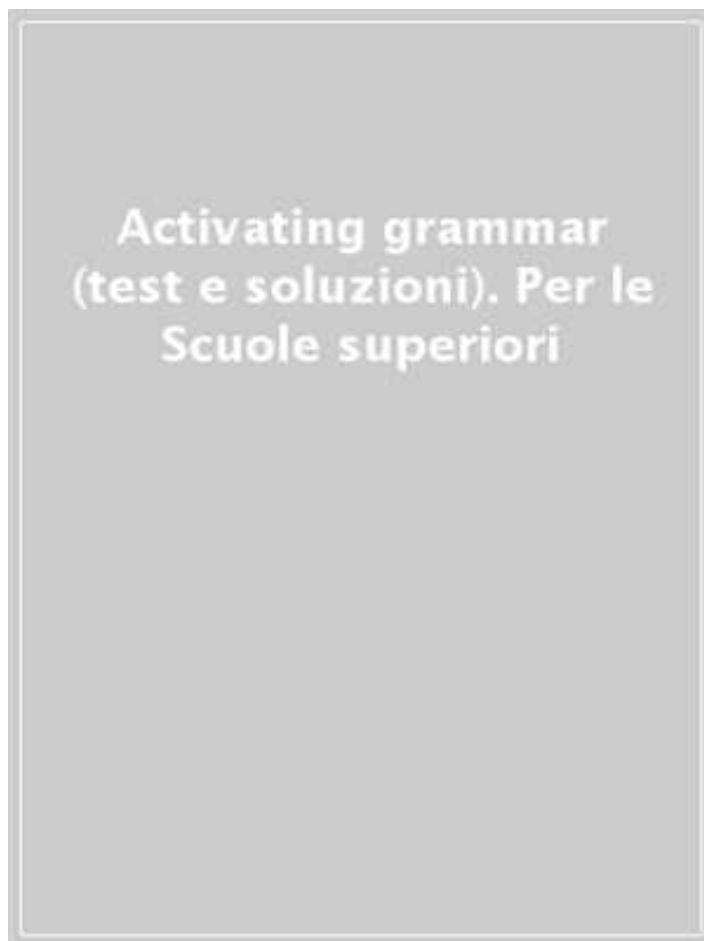 Activating grammar
(test e soluzioni). Per le
Scuole superiori